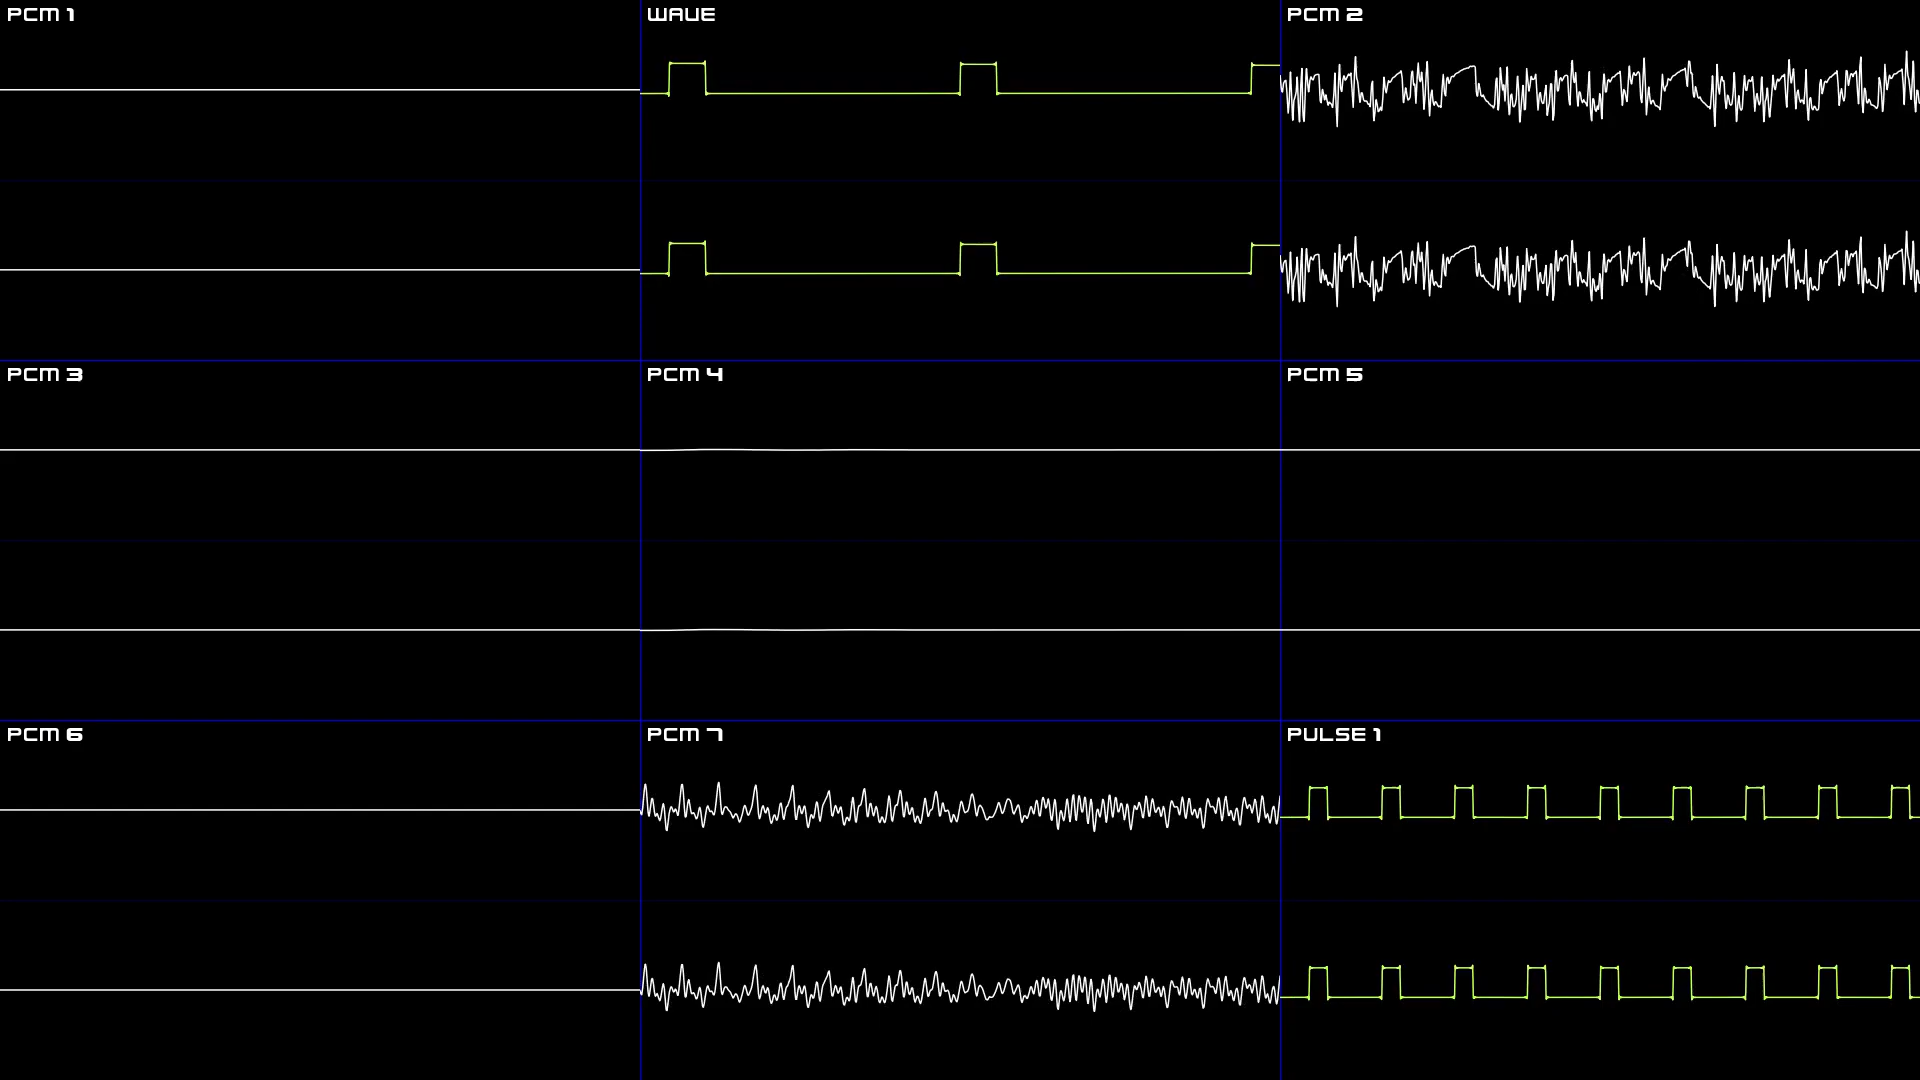 PCM 1
WAVE
PCM 2
PCM 3
PCM 4
PCM 5
PCM 6
PCM 7
PULSE 1